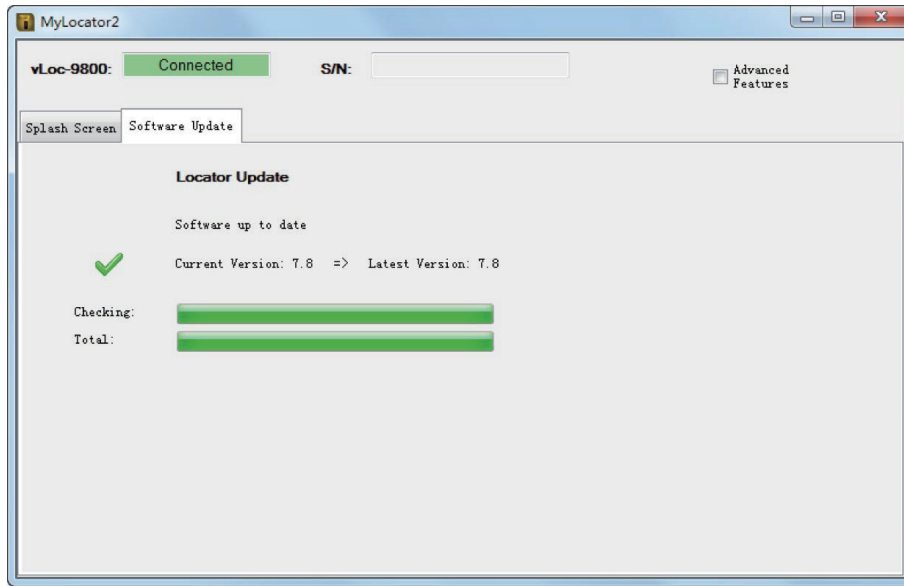 MyLocator2
vLoc-9800: Connected S/N: Advanced
Features
Splash Screen Software Update
Locator Update
Software up to date
Current Version: 7.8 => Latest Version: 7.8
Checking:
Total: